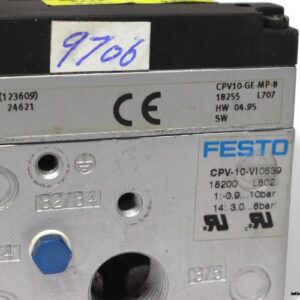 9706
(123609)
24621
CE
CPV10-GE-MP-8
18255 L707
HW 04.95
SW
FESTO
CPV-10-VI0539
18200 L502
1:-0,9...10bar
14: 3,0...8bar
82/84